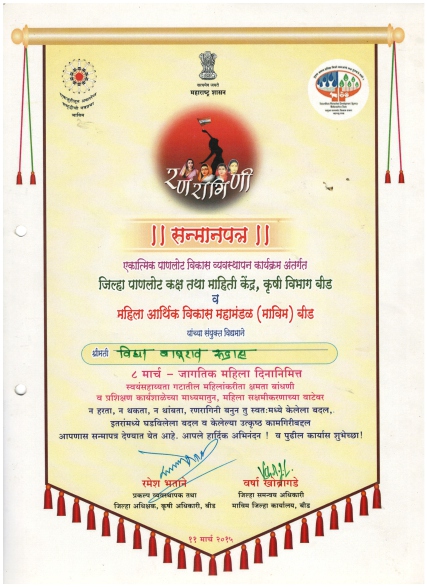 महाराष्ट्र शासन
माविम
रणरागिणी
|| सन्मानपत्र ||
एकात्मिक पाणलोट विकास व्यवस्थापन कार्यक्रम अंतर्गत
जिल्हा पाणलोट कक्ष तथा माहिती केंद्र, कृषी विभाग बीड
व
महिला आर्थिक विकास महामंडळ (माविम) बीड
यांच्या संयुक्त विद्यमाने
श्रीमती विद्या
८ मार्च - जागतिक महिला दिनानिमित्त
स्वयंसहाय्यता गटातील महिलांकरीता क्षमता बांधणी
व प्रशिक्षण कार्यशाळेच्या माध्यमातुन, महिला सक्षमीकरणाच्या वाटेवर
न हरता, न थकता, न थांबता, रणरागिनी बनुन तु स्वत:मध्ये केलेला बदल,
इतरांमध्ये घडविलेला बदल व केलेल्या उत्कृष्ठ कामगिरीबद्दल
आपणास सन्मापत्र देण्यात येत आहे. आपले हार्दिक अभिनंदन ! व पुढील कार्यास शुभेच्छा!
रमेश भताने
वर्षा खोब्रागडे
प्रकल्प व्यवस्थापक तथा
जिल्हा समन्वय अधिकारी
जिल्हा अधिक्षक, कृषी अधिकारी, बीड
माविम जिल्हा कार्यालय, बीड
११ मार्च २०१५